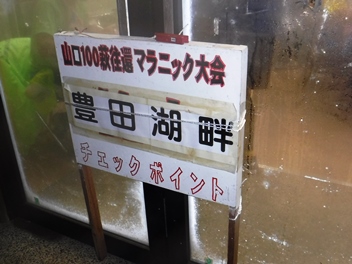 山口100萩往還マラニック大会
豊田湖畔
チェックポイント